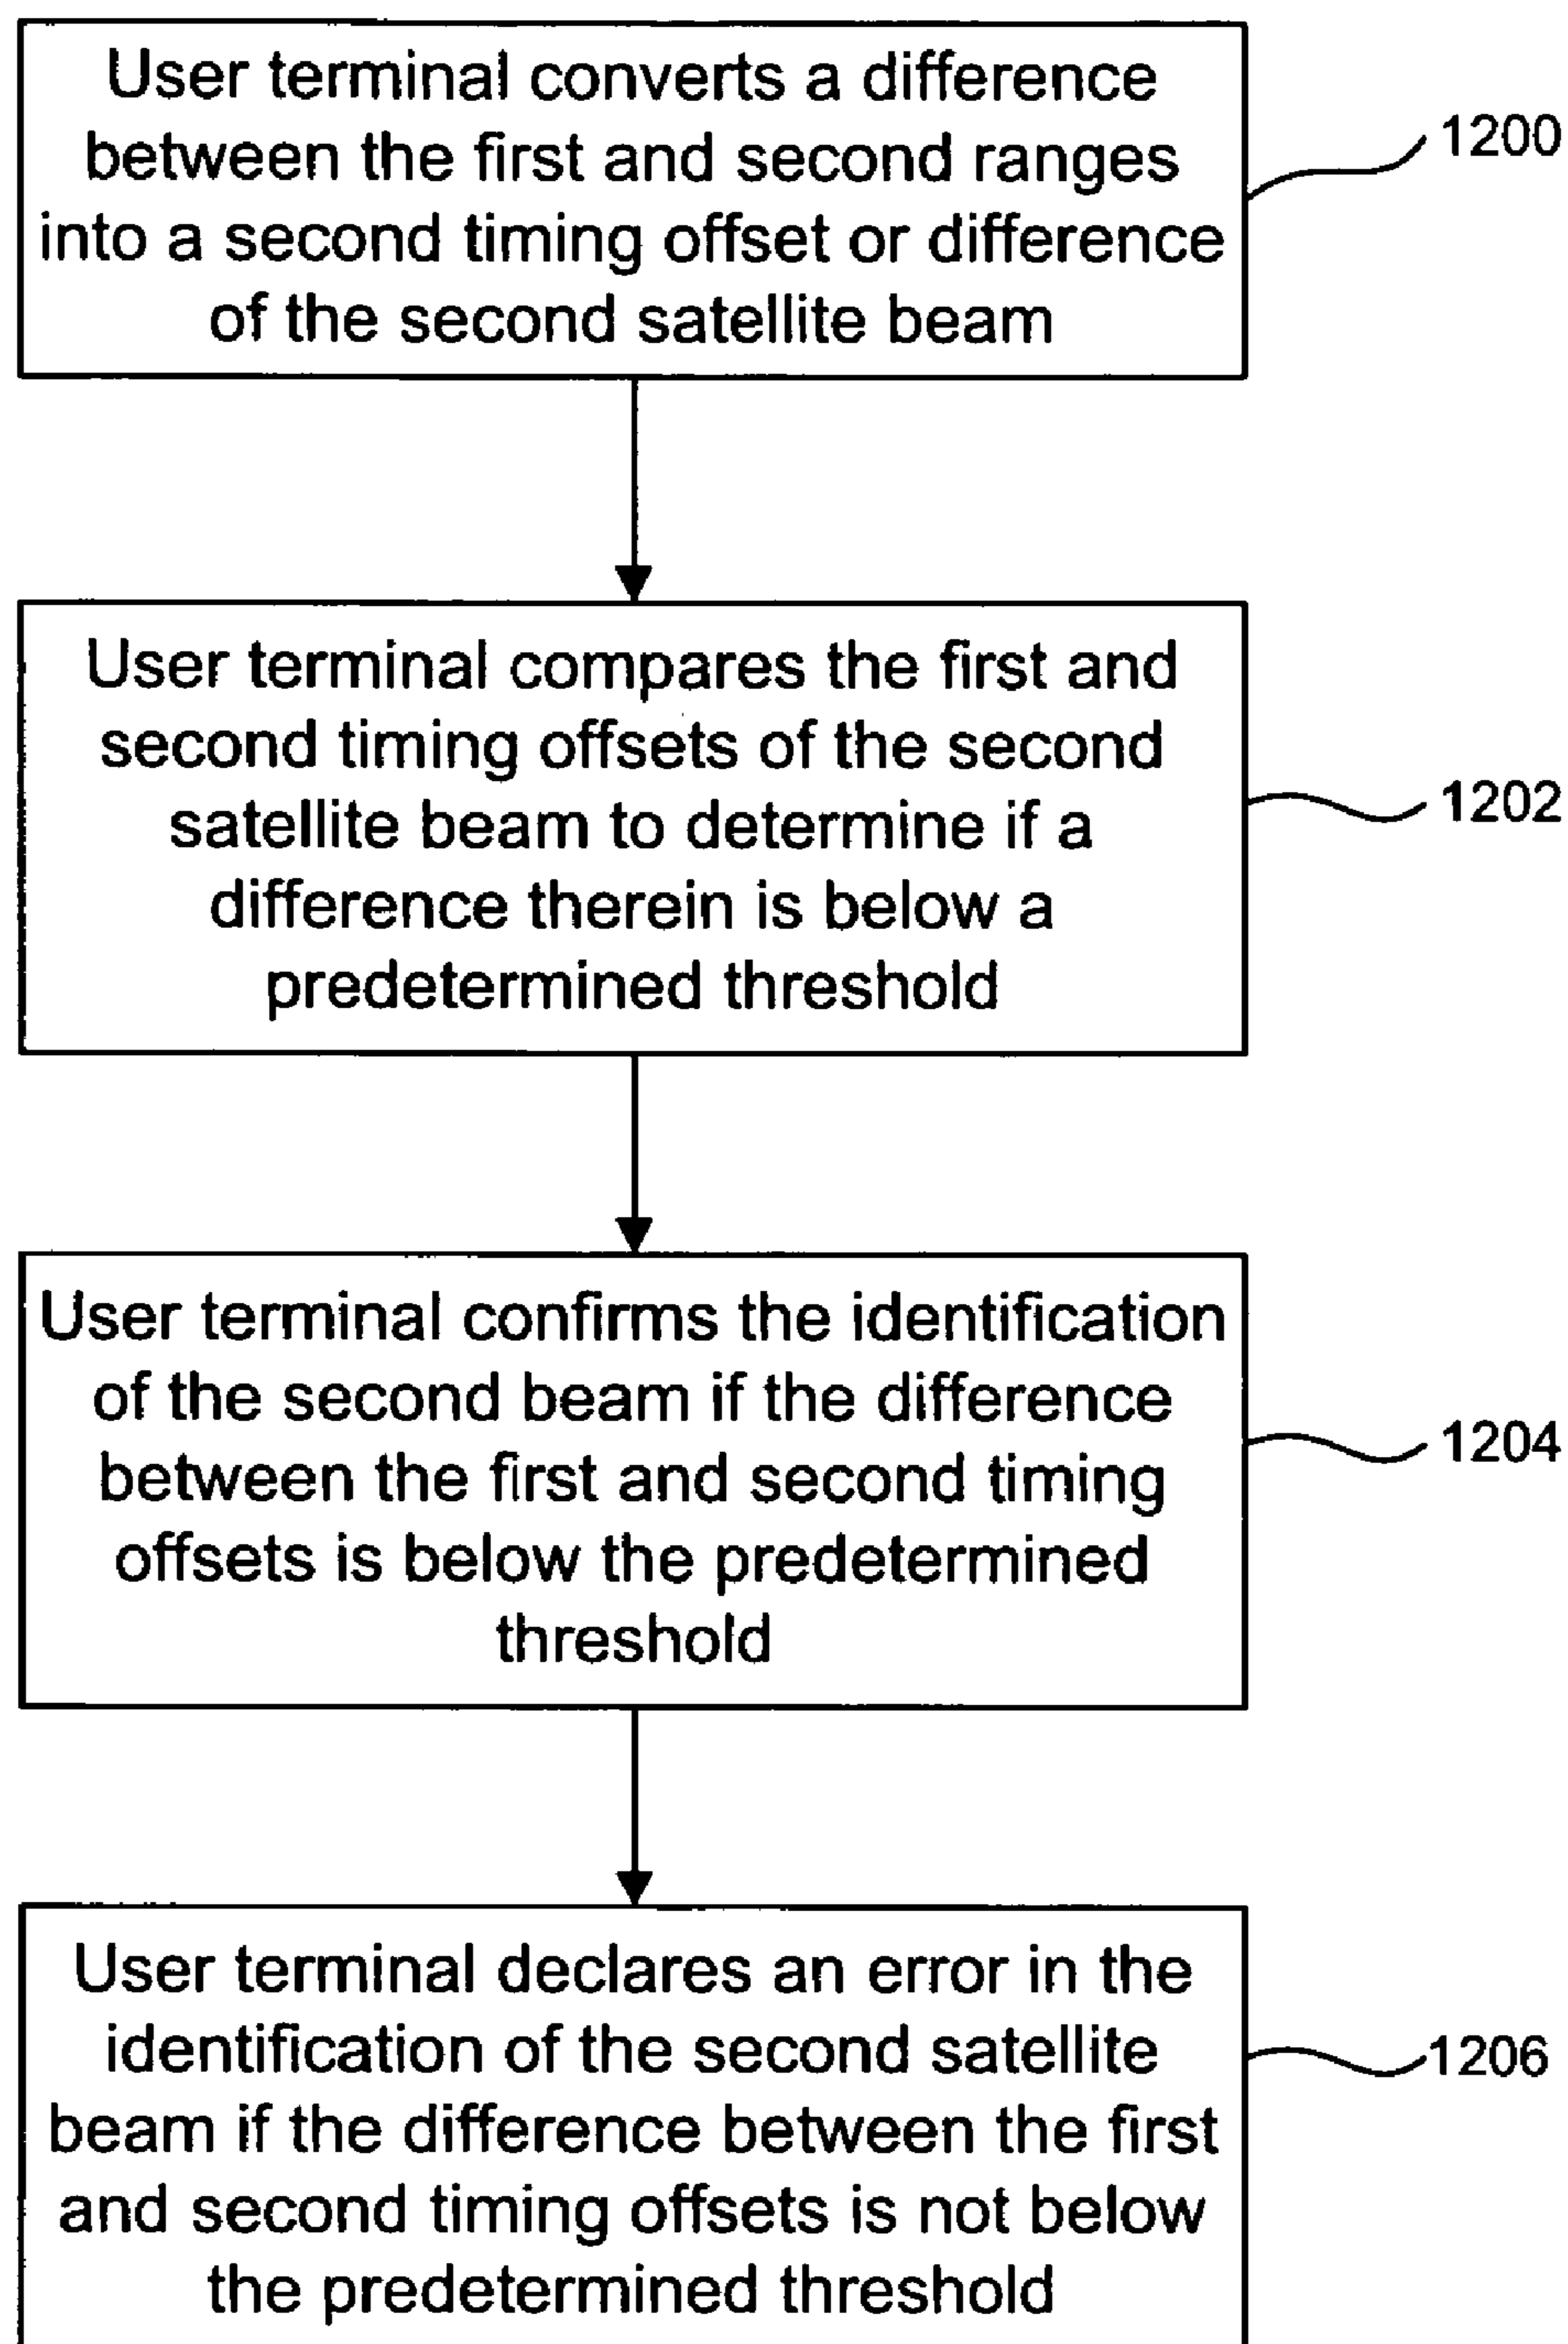 User terminal converts a difference
between the first and second ranges
into a second timing offset or difference
of the second satellite beam
1200
User terminal compares the first and
second timing offsets of the second
satellite beam to determine if a
difference therein is below a
predetermined threshold
1202
User terminal confirms the identification
of the second beam if the difference
between the first and second timing
offsets is below the predetermined
threshold
1204
User terminal declares an error in the
identification of the second satellite
beam if the difference between the first
and second timing offsets is not below
the predetermined threshold
1206